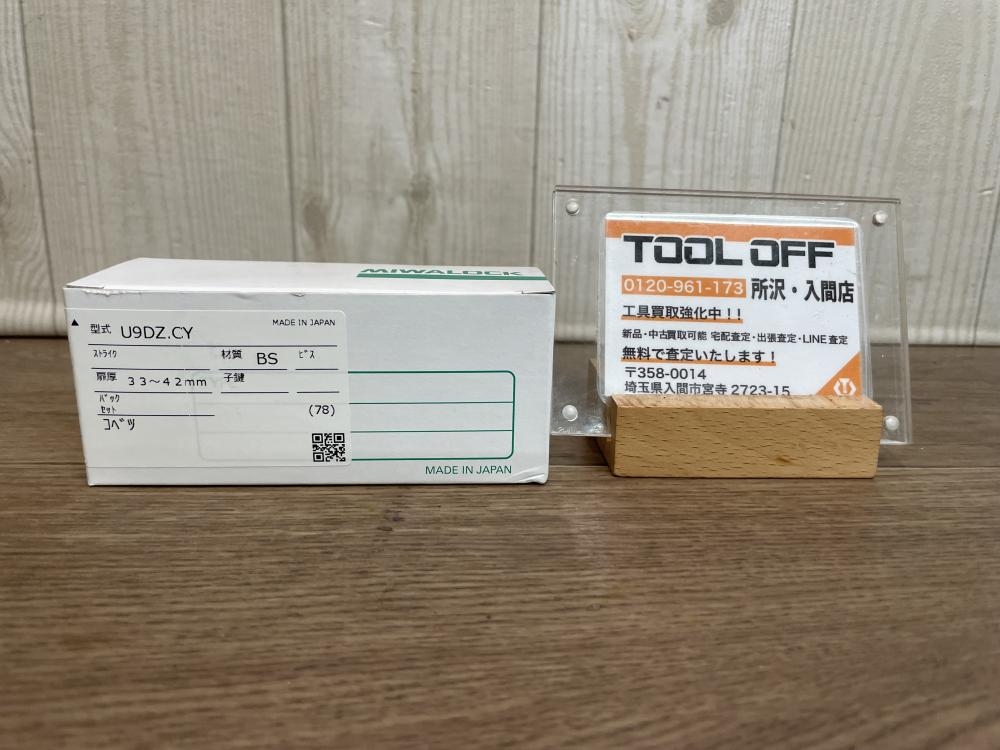 MIWALOCK
型式 U9DZ.CY MADE IN JAPAN
ｽﾄﾗｲｸ 材質 BS ﾋﾞｽ
扉厚 33～42mm 子鍵
ﾊﾞｯｸ
ｾｯﾄ (78)
ｺﾍﾞﾂ
MADE IN JAPAN
TOOL OFF
0120-961-173 所沢・入間店
工具買取強化中！！
新品・中古買取可能 宅配査定・出張査定・LINE査定
無料で査定いたします！
〒358-0014
埼玉県入間市宮寺 2723-15